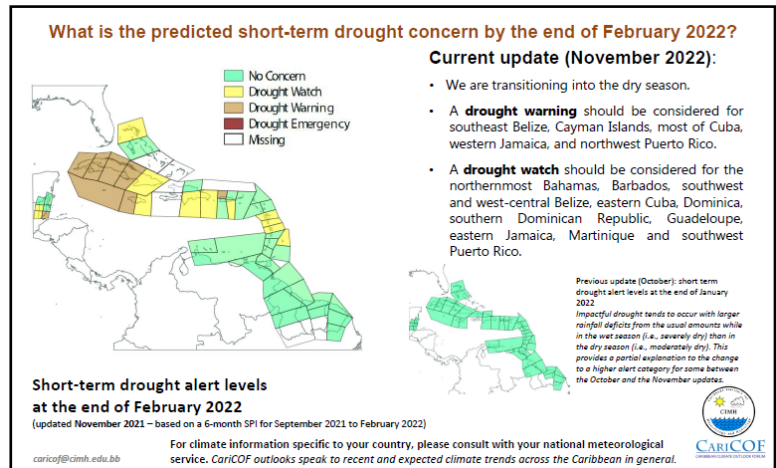 What is the predicted short-term drought concern by the end of February 2022?
No Concern
Drought Watch
Drought Warning
Drought Emergency
Missing
Current update (November 2022):
• We are transitioning into the dry season.
• A drought warning should be considered for
southeast Belize, Cayman Islands, most of Cuba,
western Jamaica, and northwest Puerto Rico.
• A drought watch should be considered for the
northernmost Bahamas, Barbados, southwest
and west-central Belize, eastern Cuba, Dominica,
southern Dominican Republic, Guadeloupe,
eastern Jamaica, Martinique and southwest
Puerto Rico.
Previous update (October): short term
drought alert levels at the end of January
2022
Impactful drought tends to occur with larger
rainfall deficits from the usual amounts while
in the wet season (i.e., severely dry) than in
the dry season (i.e., moderately dry). This
provides a partial explanation to the change
to a higher alert category for some between
the October and the November updates.
Short-term drought alert levels
at the end of February 2022
(updated November 2021 – based on a 6-month SPI for September 2021 to February 2022)
For climate information specific to your country, please consult with your national meteorological
service. CariCOF outlooks speak to recent and expected climate trends across the Caribbean in general.
caricof@cimh.edu.bb
CIMH
CARICOF
CARIBBEAN CLIMATE OUTLOOK FORUM